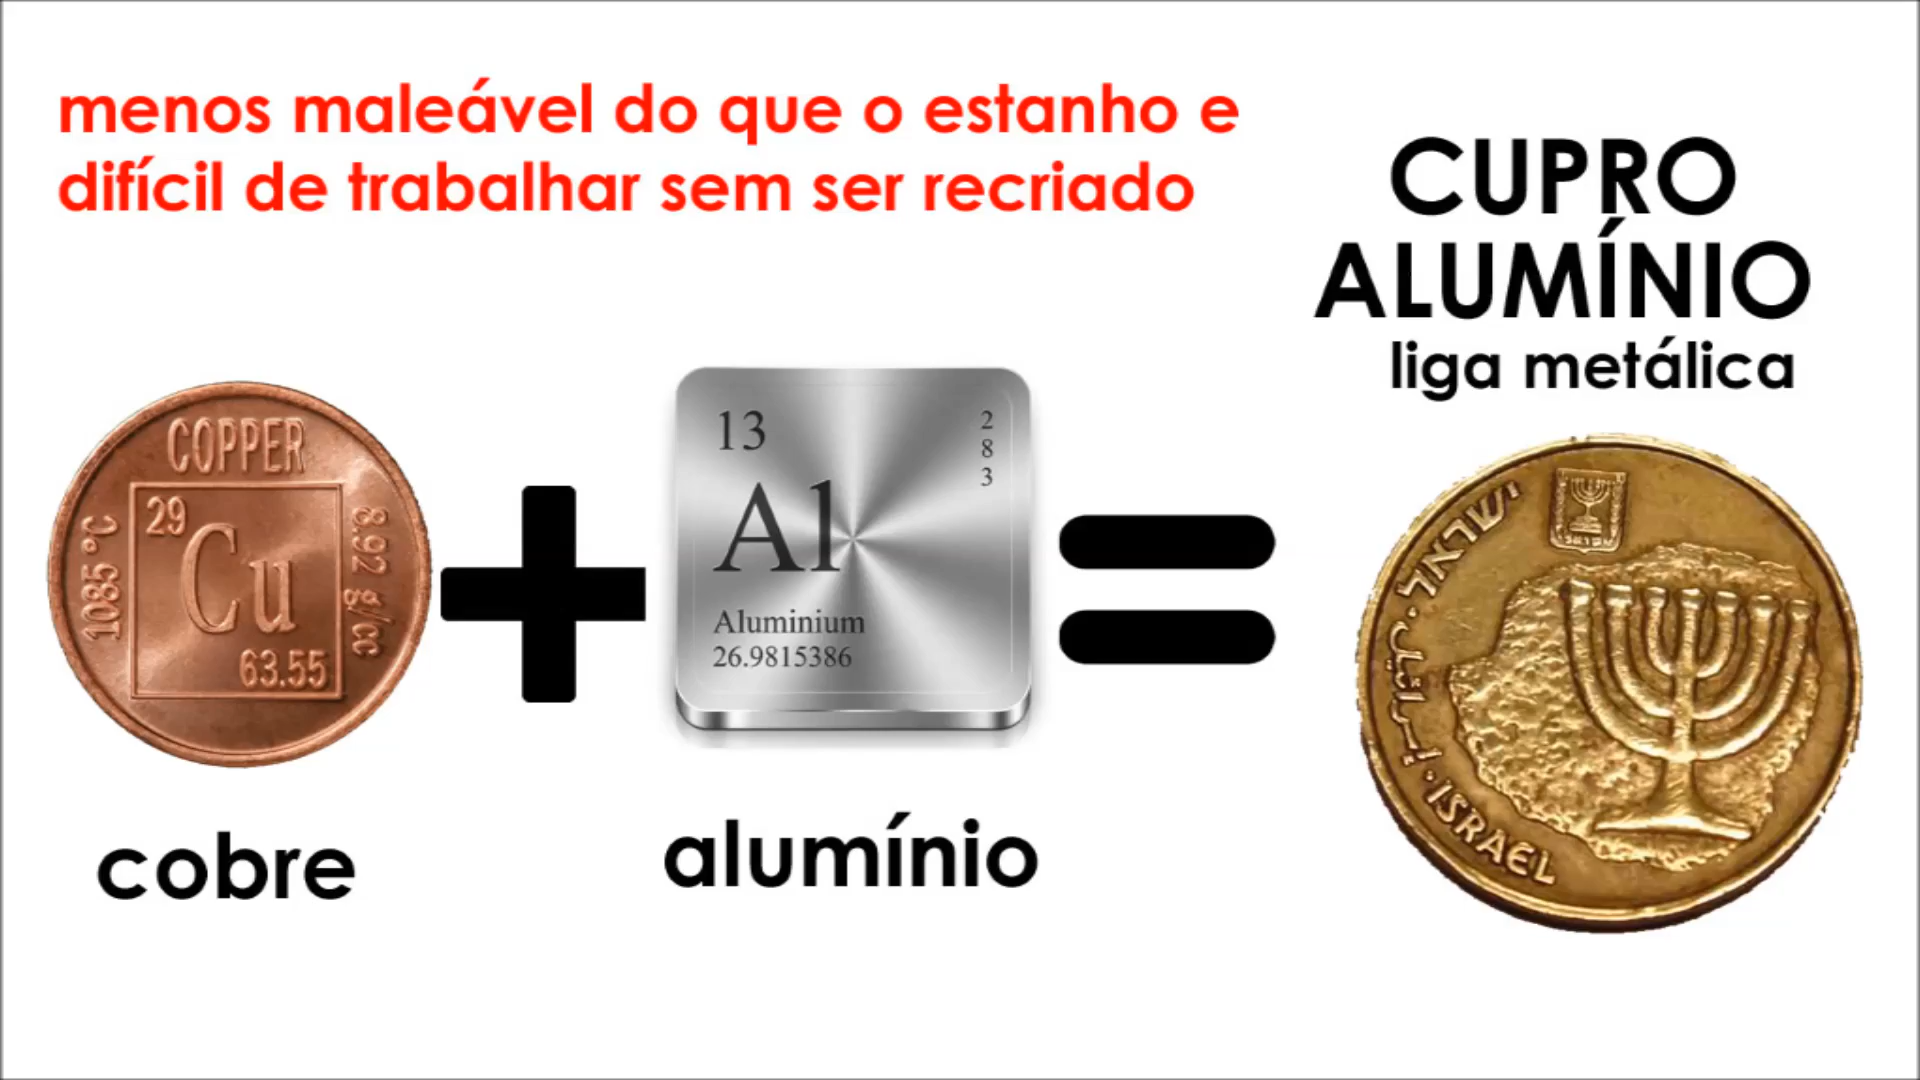 menos maleável do que o estanho e
difícil de trabalhar sem ser recriado
CUPRO
ALUMÍNIO
liga metálica
COPPER
29
Cu
63.55
1085 °C
8.92 g/cc
13
2
8
3
Al
Aluminium
26.9815386
ישראל
ISRAEL
cobre
alumínio